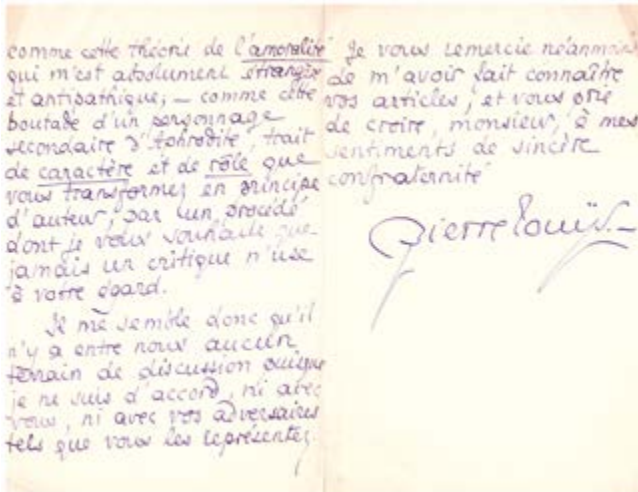 comme cette théorie de l'amoralité
qui m'est absolument étrangère
et antipathique; — comme cette
boutade d'un personnage
secondaire d'Aphrodite, trait
de caractère et de rôle que
vous transformez en principe
d'auteur, par un procédé
dont je vous souhaite que
jamais un critique n'use
à votre égard.
Il me semble donc qu'il
n'y a entre nous aucun
terrain de discussion puisque
je ne suis d'accord, ni avec
vous, ni avec vos adversaires
tels que vous les représentez.
Je vous remercie néanmoins
de m'avoir fait connaître
vos articles, et vous prie
de croire, monsieur, à mes
sentiments de sincère
confraternité
Pierre Louÿs. —